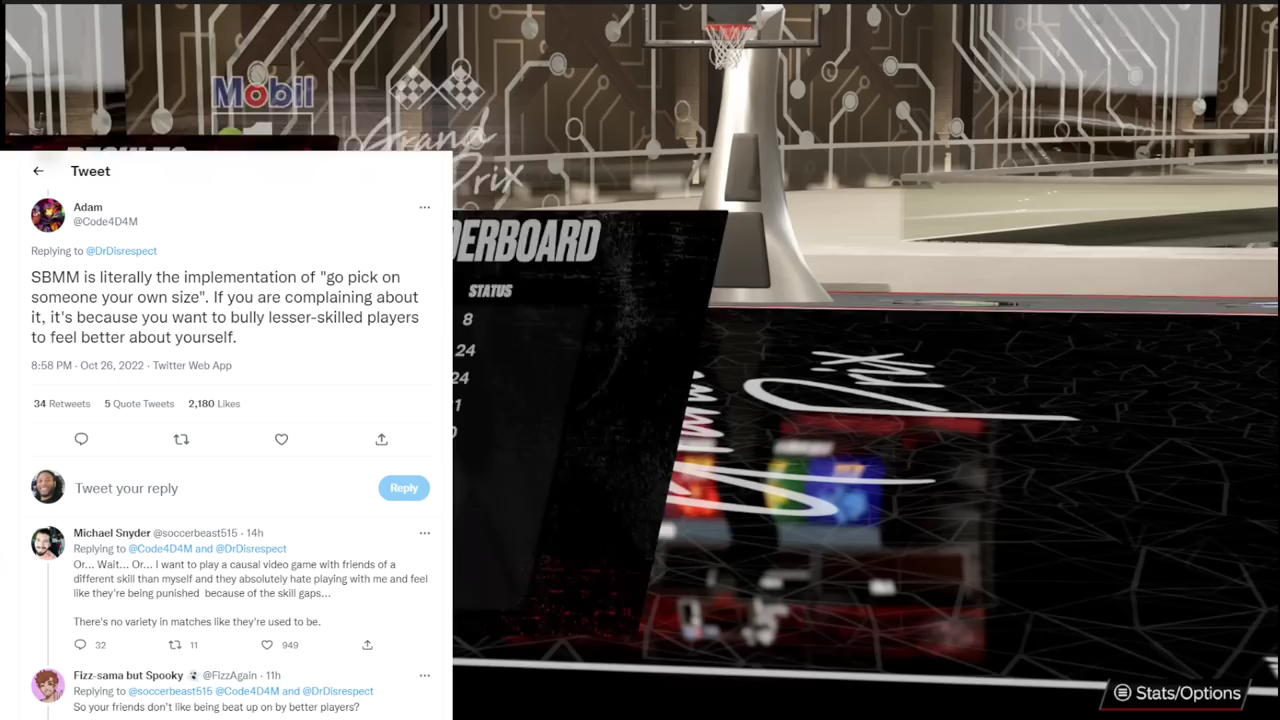 Mobil
1
Grand
Prix
Tweet
Adam
@Code4D4M
Replying to @DrDisrespect
SBMM is literally the implementation of "go pick on
someone your own size". If you are complaining about
it, it's because you want to bully lesser-skilled players
to feel better about yourself.
8:58 PM · Oct 26, 2022 · Twitter Web App
34 Retweets 5 Quote Tweets 2,180 Likes
Tweet your reply
Reply
Michael Snyder @soccerbeast515 · 14h
Replying to @Code4D4M and @DrDisrespect
Or... Wait... Or... I want to play a causal video game with friends of a
different skill than myself and they absolutely hate playing with me and feel
like they're being punished because of the skill gaps...
There's no variety in matches like they're used to be.
32 11 949
Fizz-sama but Spooky @FizzAgain · 11h
Replying to @soccerbeast515 @Code4D4M and @DrDisrespect
So your friends don't like being beat up on by better players?
DERBOARD
STATUS
8
24
24
Stats/Options